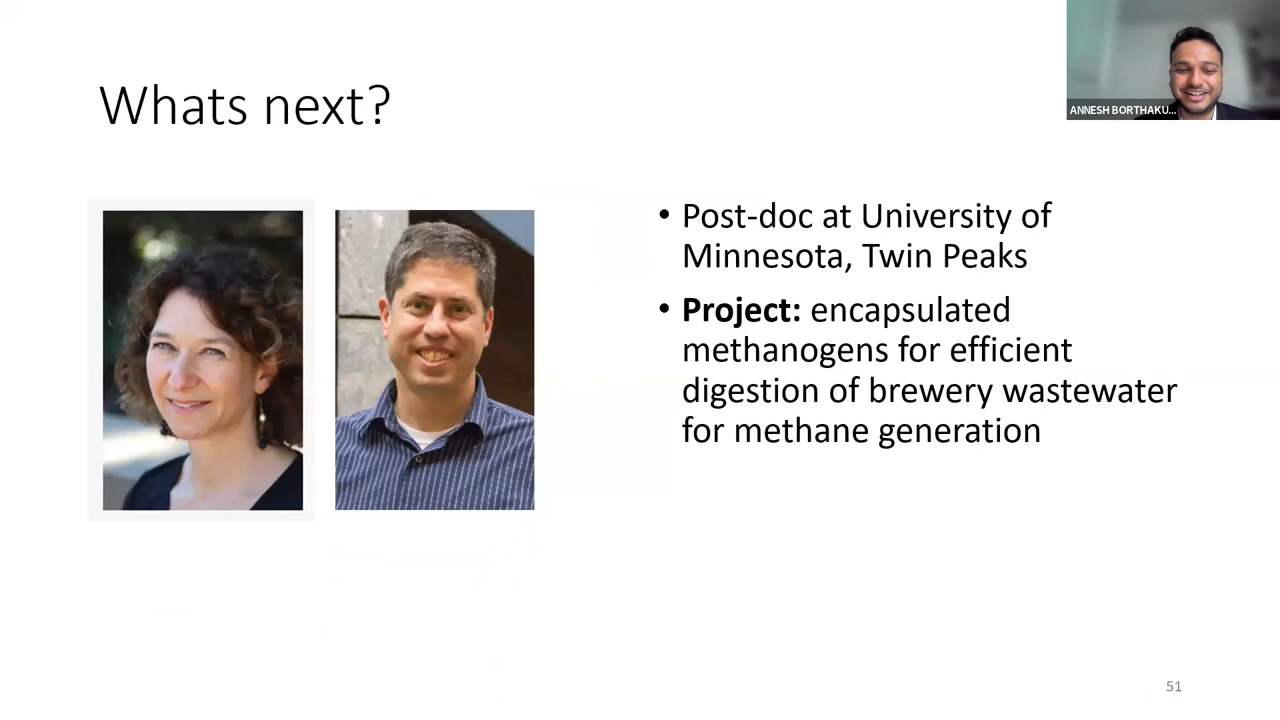 Whats next?
ANNESH BORTHAKU...
• Post-doc at University of
Minnesota, Twin Peaks
• Project: encapsulated
methanogens for efficient
digestion of brewery wastewater
for methane generation
51